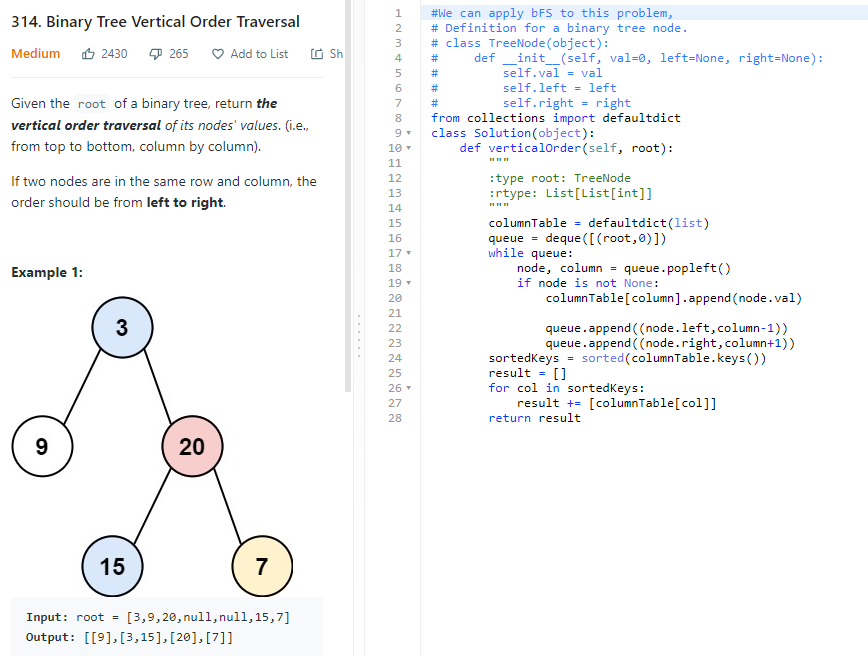 314. Binary Tree Vertical Order Traversal
Medium 2430 265 Add to List Sh
Given the root of a binary tree, return the
vertical order traversal of its nodes' values. (i.e.,
from top to bottom, column by column).
If two nodes are in the same row and column, the
order should be from left to right.
Example 1:
3
9
20
15
7
Input: root = [3,9,20,null,null,15,7]
Output: [[9],[3,15],[20],[7]]
1 #We can apply bFS to this problem,
2 # Definition for a binary tree node.
3 # class TreeNode(object):
4 #     def __init__(self, val=0, left=None, right=None):
5 #         self.val = val
6 #         self.left = left
7 #         self.right = right
8 from collections import defaultdict
9 class Solution(object):
10     def verticalOrder(self, root):
11         """
12         :type root: TreeNode
13         :rtype: List[List[int]]
14         """
15         columnTable = defaultdict(list)
16         queue = deque([(root,0)])
17         while queue:
18             node, column = queue.popleft()
19             if node is not None:
20                 columnTable[column].append(node.val)
21
22                 queue.append((node.left,column-1))
23                 queue.append((node.right,column+1))
24         sortedKeys = sorted(columnTable.keys())
25         result = []
26         for col in sortedKeys:
27             result += [columnTable[col]]
28         return result